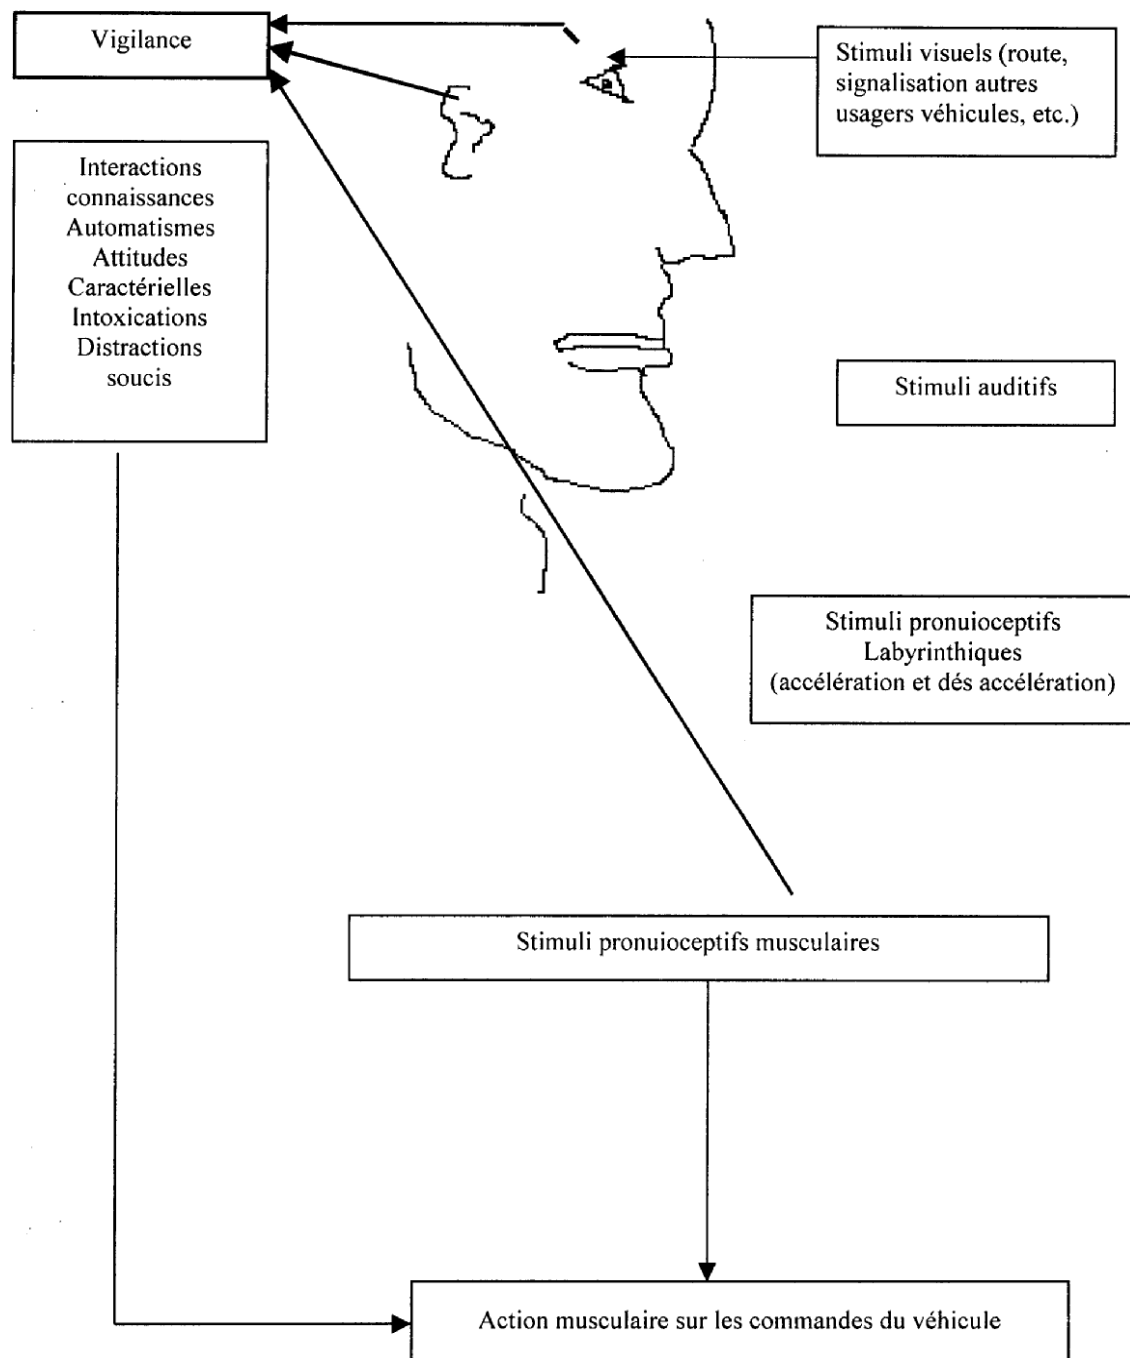 Vigilance
Stimuli visuels (route,
signalisation autres
usagers véhicules, etc.)
Interactions
connaissances
Automatismes
Attitudes
Caractérielles
Intoxications
Distractions
soucis
Stimuli auditifs
Stimuli pronuioceptifs
Labyrinthiques
(accélération et dés accélération)
Stimuli pronuioceptifs musculaires
Action musculaire sur les commandes du véhicule